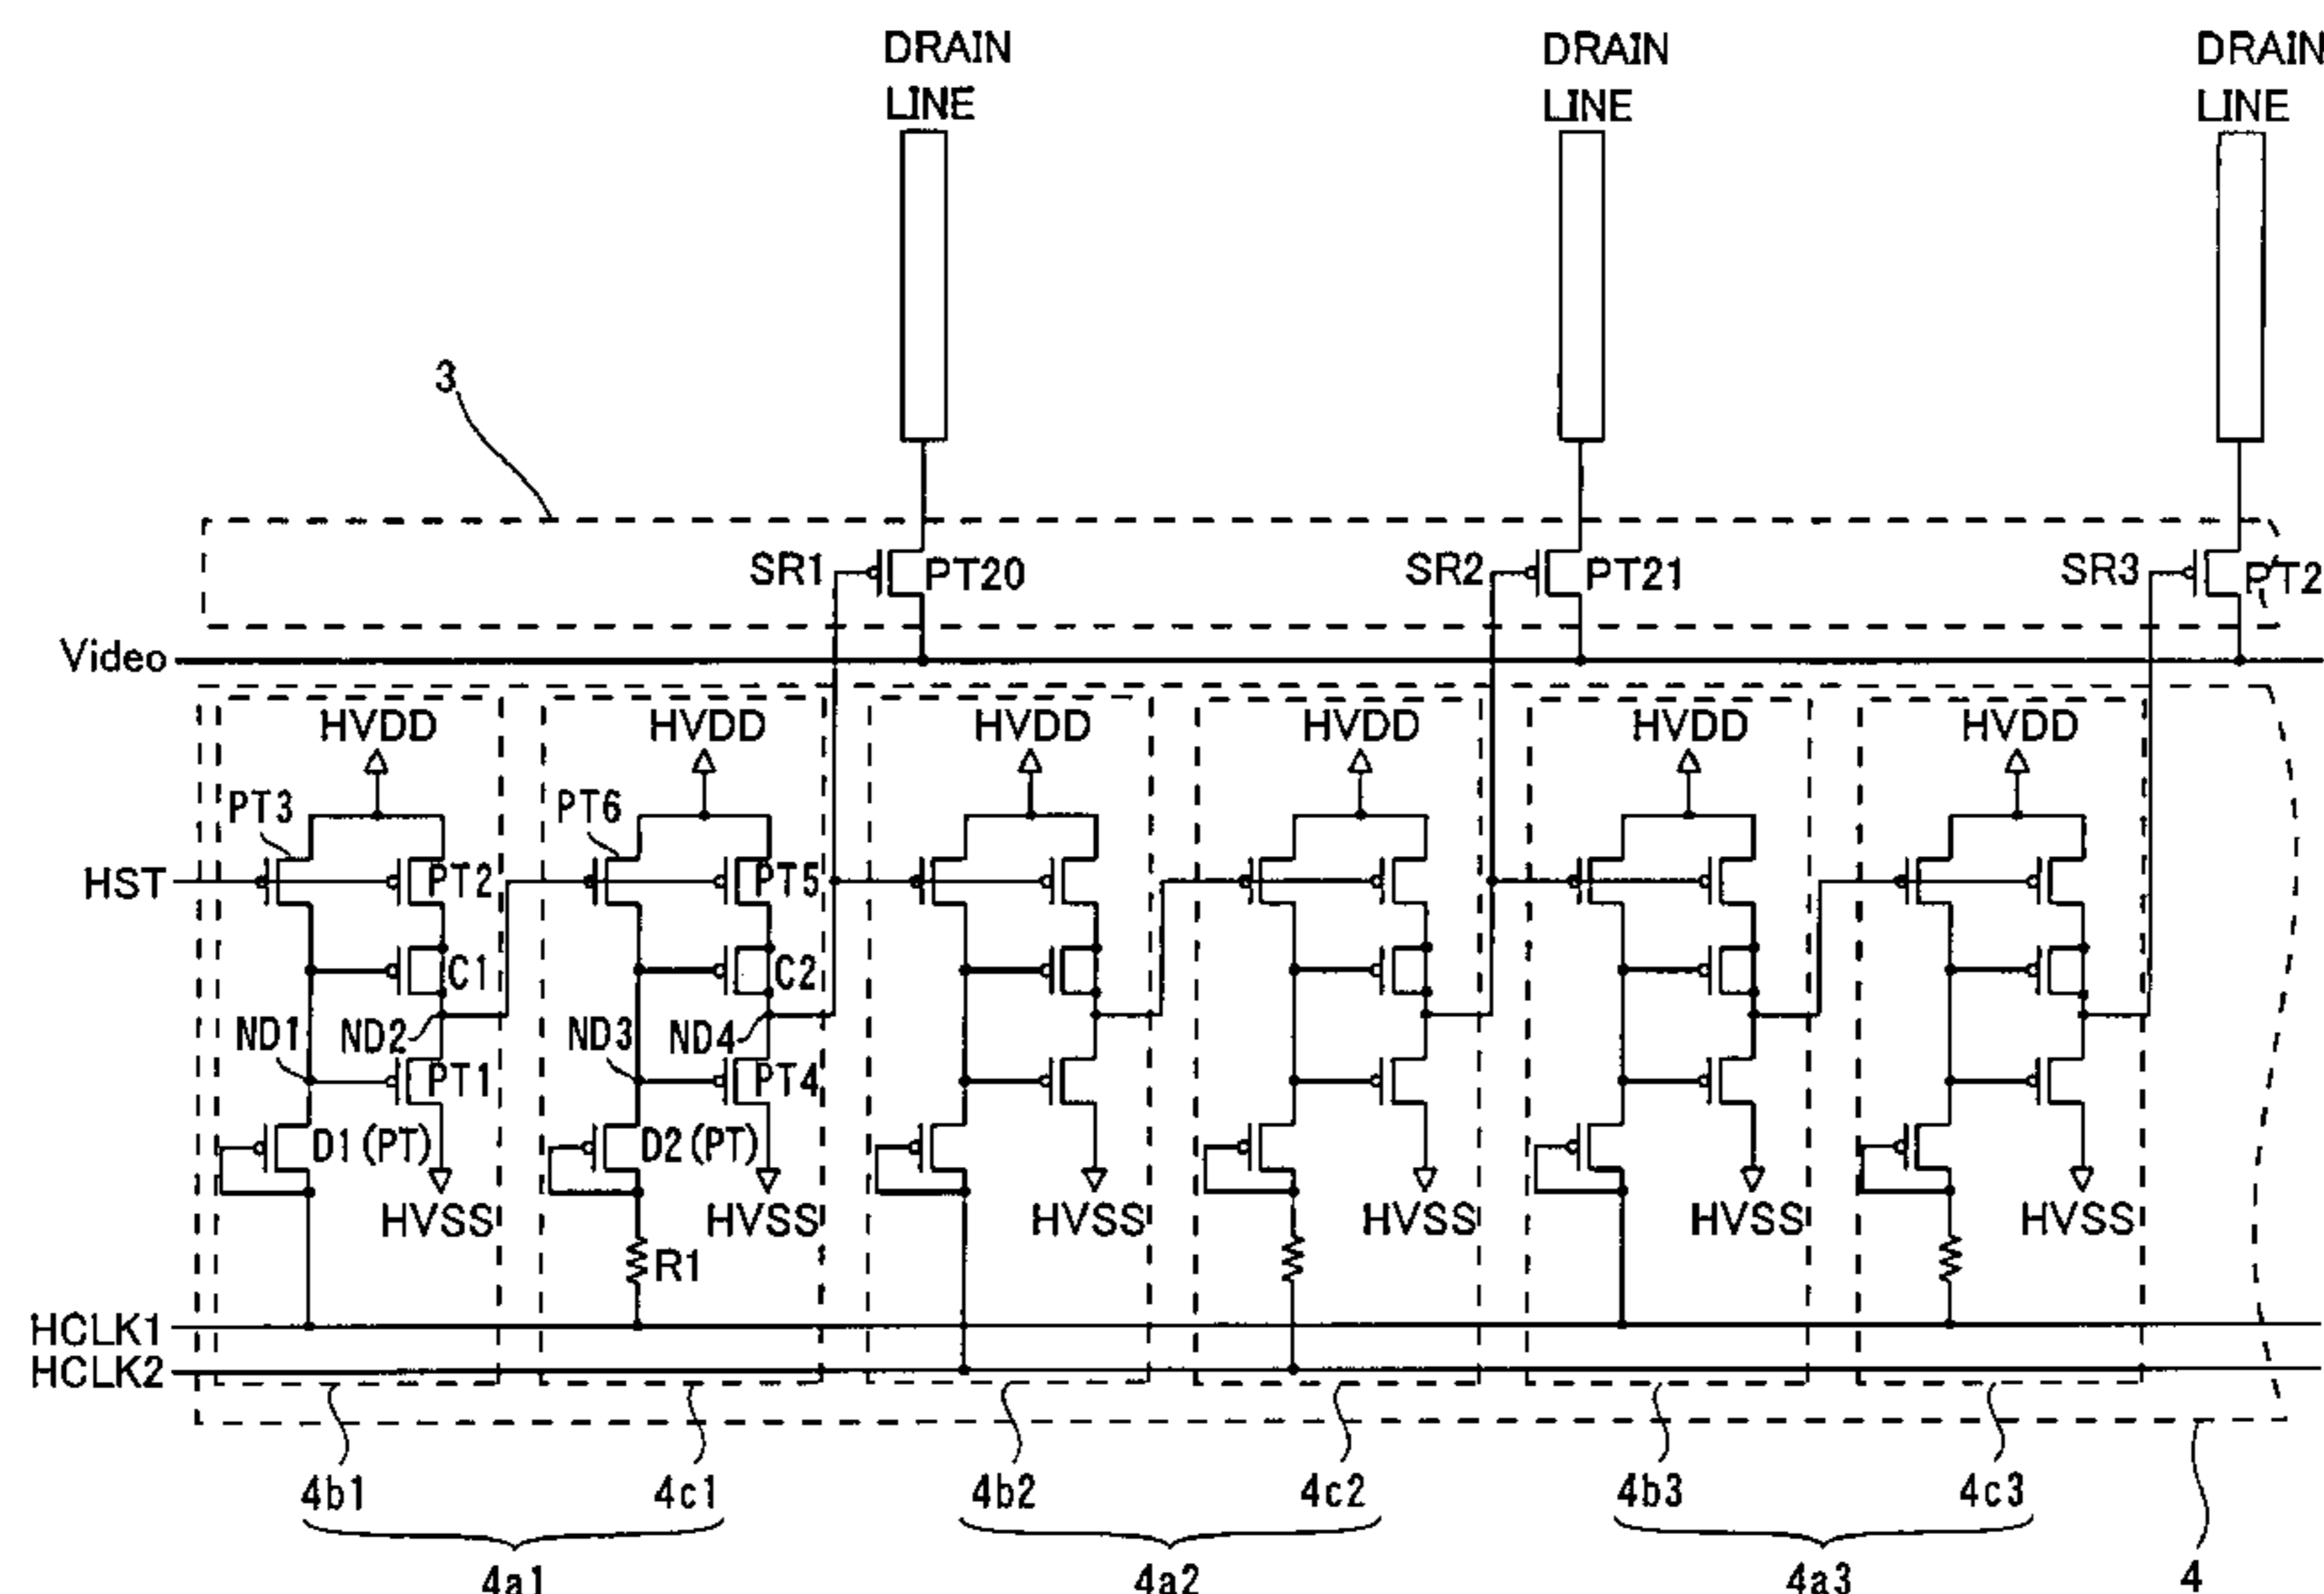 DRAIN LINE
DRAIN LINE
DRAIN LINE
3
SR1
PT20
SR2
PT21
SR3
PT2
Video
HVDD
HVDD
HVDD
HVDD
HVDD
HVDD
PT3
PT6
HST
PT2
PT5
C1
C2
ND1
ND2
ND3
ND4
PT1
PT4
D1(PT)
D2(PT)
HVSS
HVSS
HVSS
HVSS
HVSS
HVSS
R1
HCLK1
HCLK2
4b1
4c1
4b2
4c2
4b3
4c3
4a1
4a2
4a3
4